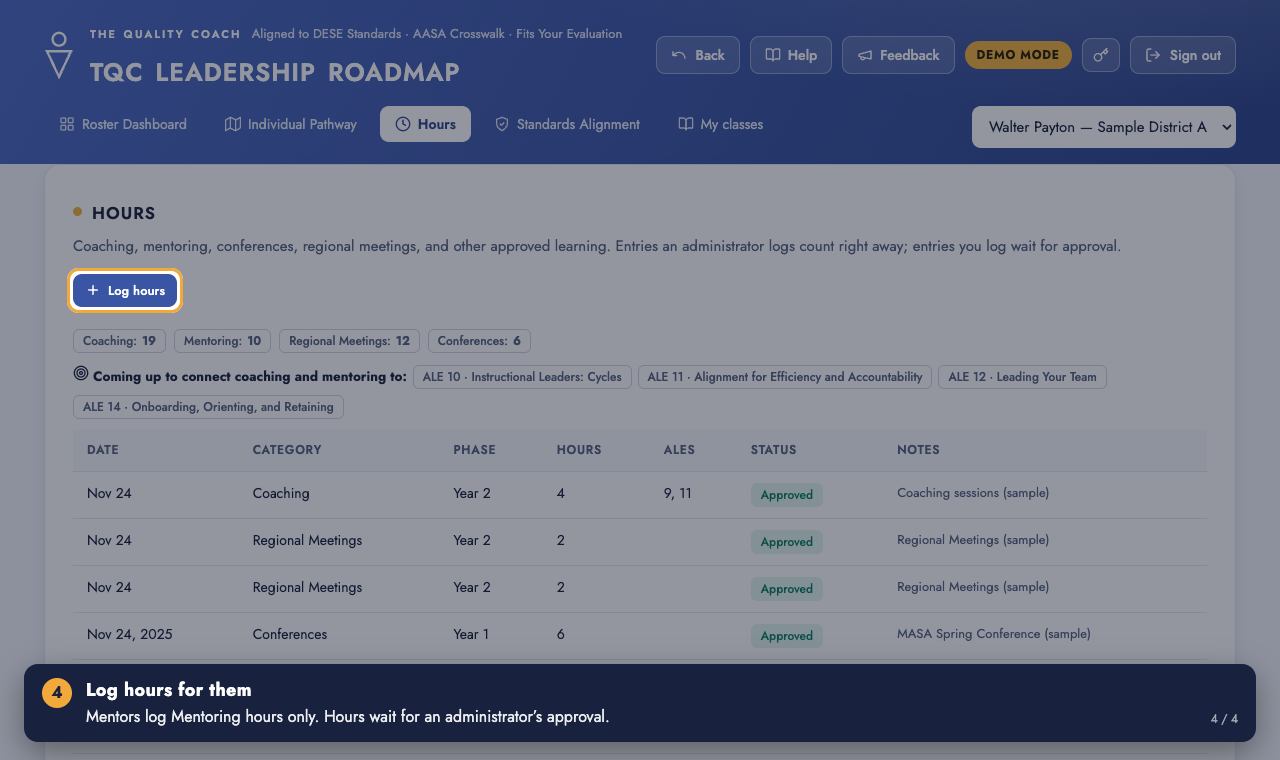 THE QUALITY COACH Aligned to DESE Standards · AASA Crosswalk · Fits Your Evaluation
TQC LEADERSHIP ROADMAP
Back
Help
Feedback
DEMO MODE
Sign out
Roster Dashboard
Individual Pathway
Hours
Standards Alignment
My classes
Walter Payton — Sample District A
HOURS
Coaching, mentoring, conferences, regional meetings, and other approved learning. Entries an administrator logs count right away; entries you log wait for approval.
+ Log hours
Coaching: 19
Mentoring: 10
Regional Meetings: 12
Conferences: 6
Coming up to connect coaching and mentoring to: ALE 10 · Instructional Leaders: Cycles ALE 11 · Alignment for Efficiency and Accountability ALE 12 · Leading Your Team
ALE 14 · Onboarding, Orienting, and Retaining
DATE CATEGORY PHASE HOURS ALES STATUS NOTES
Nov 24 Coaching Year 2 4 9, 11 Approved Coaching sessions (sample)
Nov 24 Regional Meetings Year 2 2 Approved Regional Meetings (sample)
Nov 24 Regional Meetings Year 2 2 Approved Regional Meetings (sample)
Nov 24, 2025 Conferences Year 1 6 Approved MASA Spring Conference (sample)
4
Log hours for them
Mentors log Mentoring hours only. Hours wait for an administrator's approval.
4 / 4